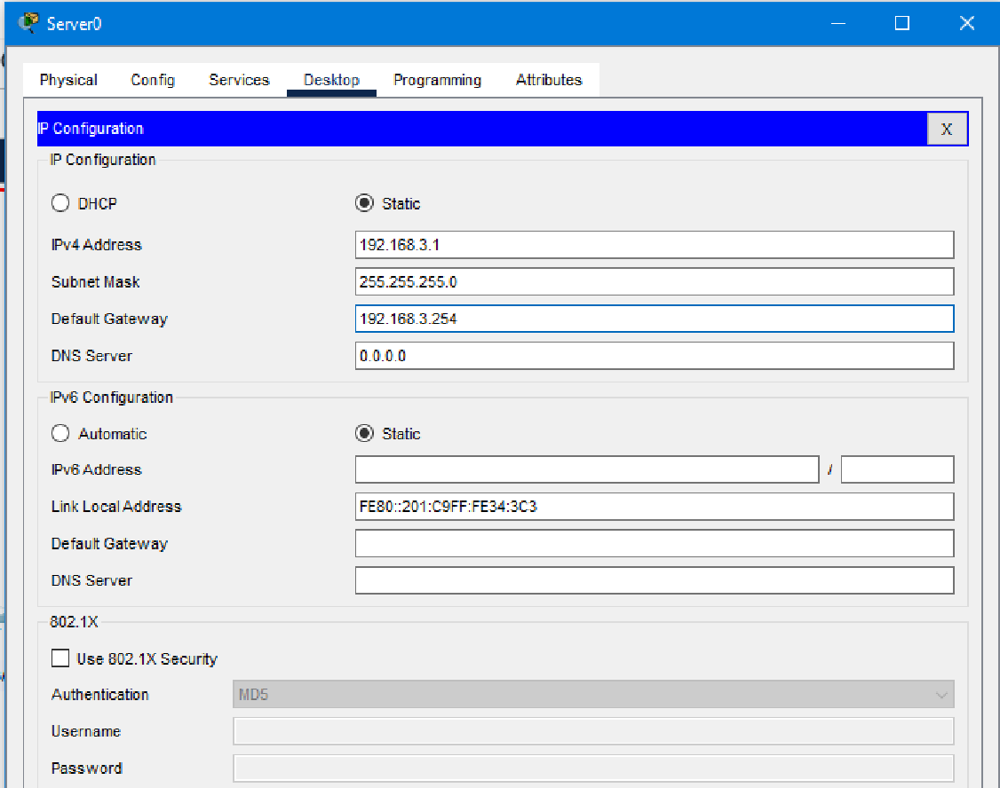 Server0
Physical Config Services Desktop Programming Attributes
IP Configuration X
IP Configuration
DHCP Static
IPv4 Address 192.168.3.1
Subnet Mask 255.255.255.0
Default Gateway 192.168.3.254
DNS Server 0.0.0.0
IPv6 Configuration
Automatic Static
IPv6 Address /
Link Local Address FE80::201:C9FF:FE34:3C3
Default Gateway
DNS Server
802.1X
Use 802.1X Security
Authentication MD5
Username
Password